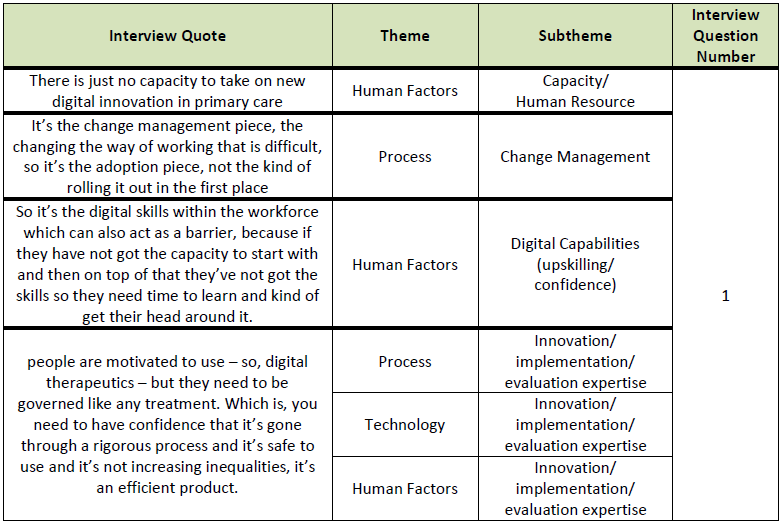 Interview Quote
Theme
Subtheme
Interview
Question
Number
There is just no capacity to take on new
digital innovation in primary care
Human Factors
Capacity/
Human Resource
1
It’s the change management piece, the
changing the way of working that is difficult,
so it’s the adoption piece, not the kind of
rolling it out in the first place
Process
Change Management
So it’s the digital skills within the workforce
which can also act as a barrier, because if
they have not got the capacity to start with
and then on top of that they’ve not got the
skills so they need time to learn and kind of
get their head around it.
Human Factors
Digital Capabilities
(upskilling/
confidence)
people are motivated to use – so, digital
therapeutics – but they need to be
governed like any treatment. Which is, you
need to have confidence that it’s gone
through a rigorous process and it’s safe to
use and it’s not increasing inequalities, it’s
an efficient product.
Process
Innovation/
implementation/
evaluation expertise
Technology
Innovation/
implementation/
evaluation expertise
Human Factors
Innovation/
implementation/
evaluation expertise